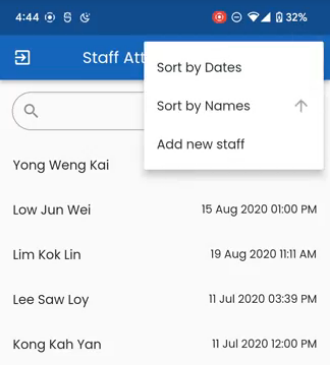 4:44 32%
Staff Att
Sort by Dates
Sort by Names
Add new staff
Yong Weng Kai
Low Jun Wei 15 Aug 2020 01:00 PM
Lim Kok Lin 19 Aug 2020 11:11 AM
Lee Saw Loy 11 Jul 2020 03:39 PM
Kong Kah Yan 11 Jul 2020 12:00 PM